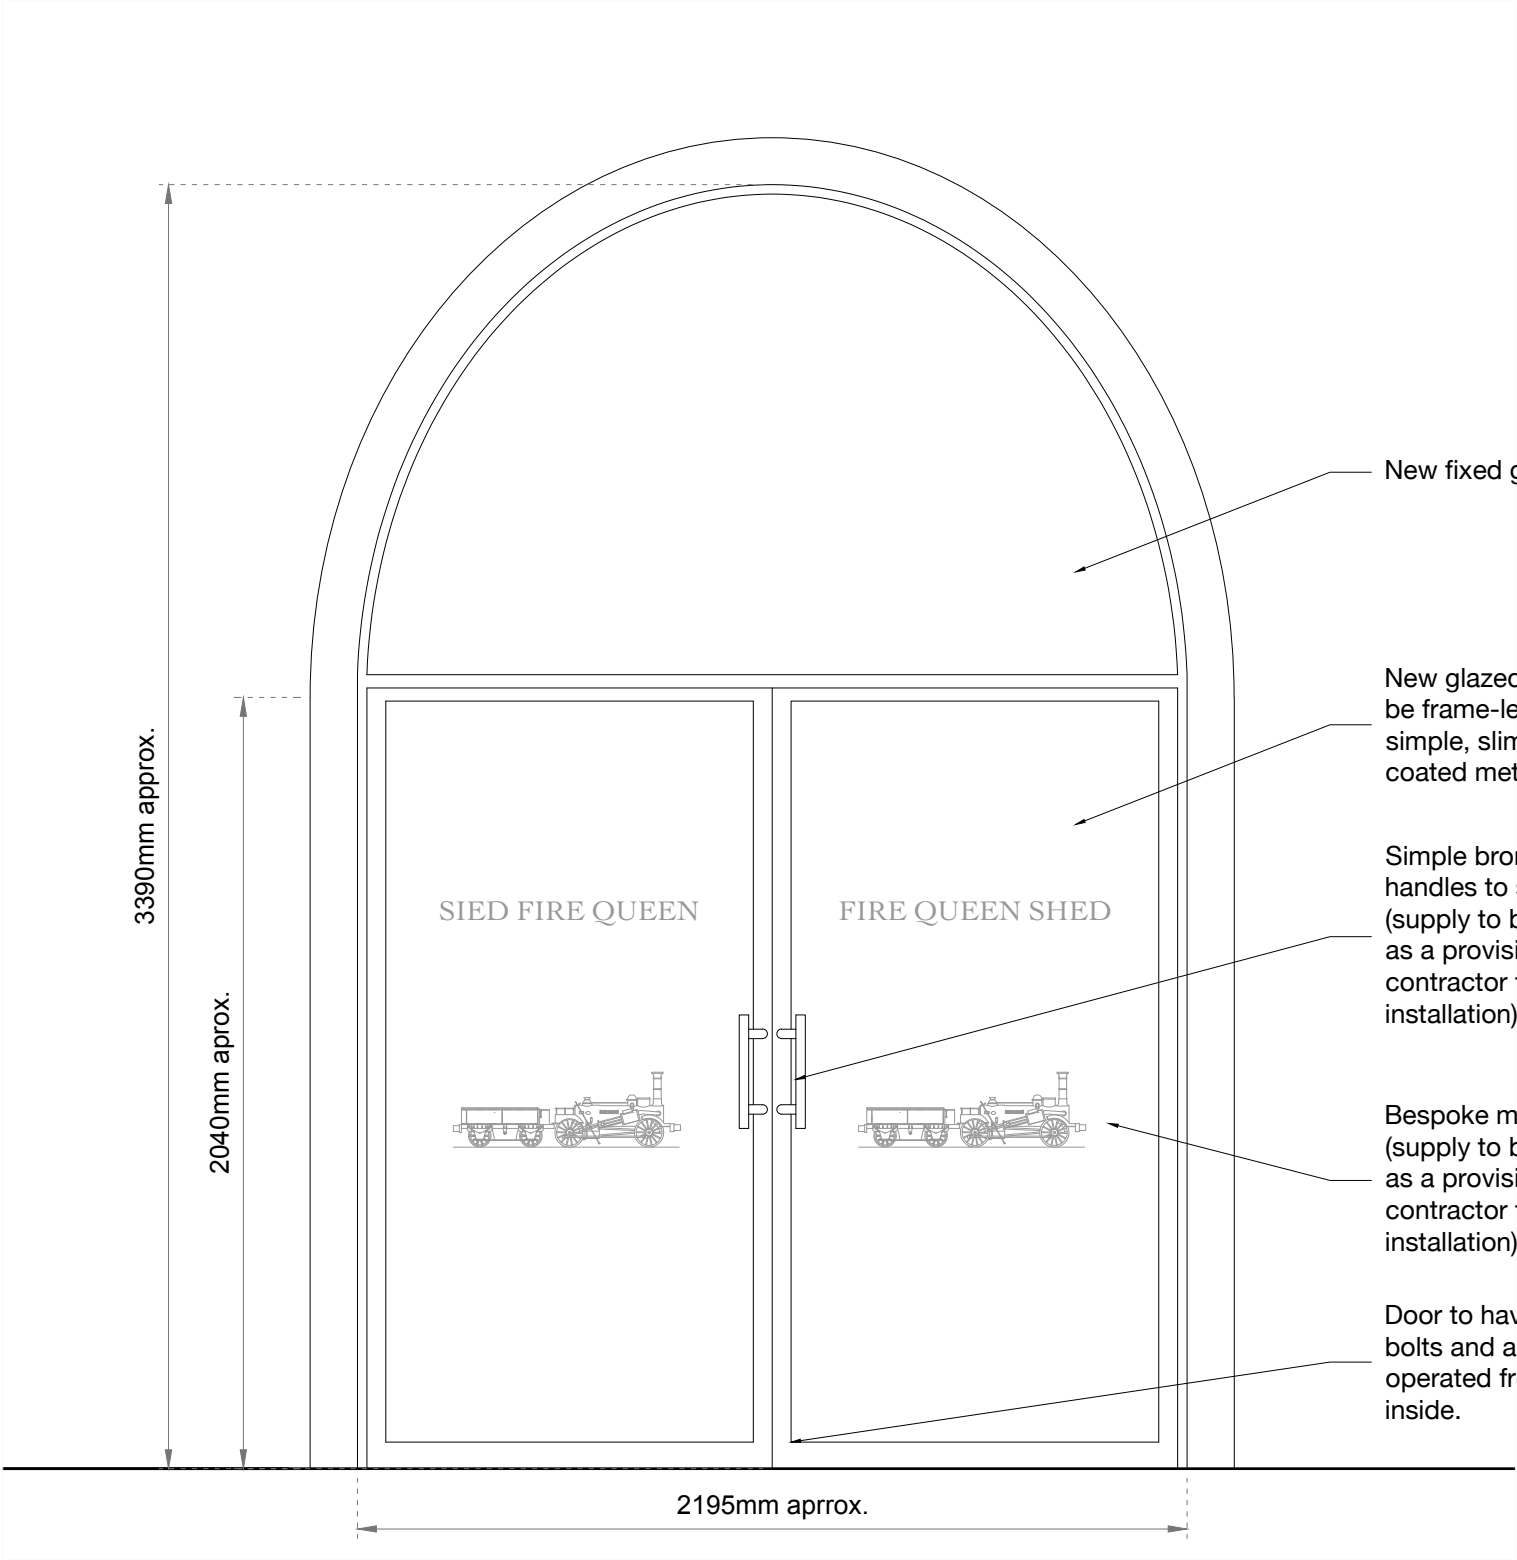 New fixed
New glazed
be frame-le
simple, slim
coated met
3390mm approx.
Simple bron
handles to
(supply to b
as a provisi
contractor
installation)
SIED FIRE QUEEN
FIRE QUEEN SHED
2040mm aprox.
Bespoke m
(supply to b
as a provisi
contractor
installation)
Door to hav
bolts and a
operated fr
inside.
2195mm aprrox.